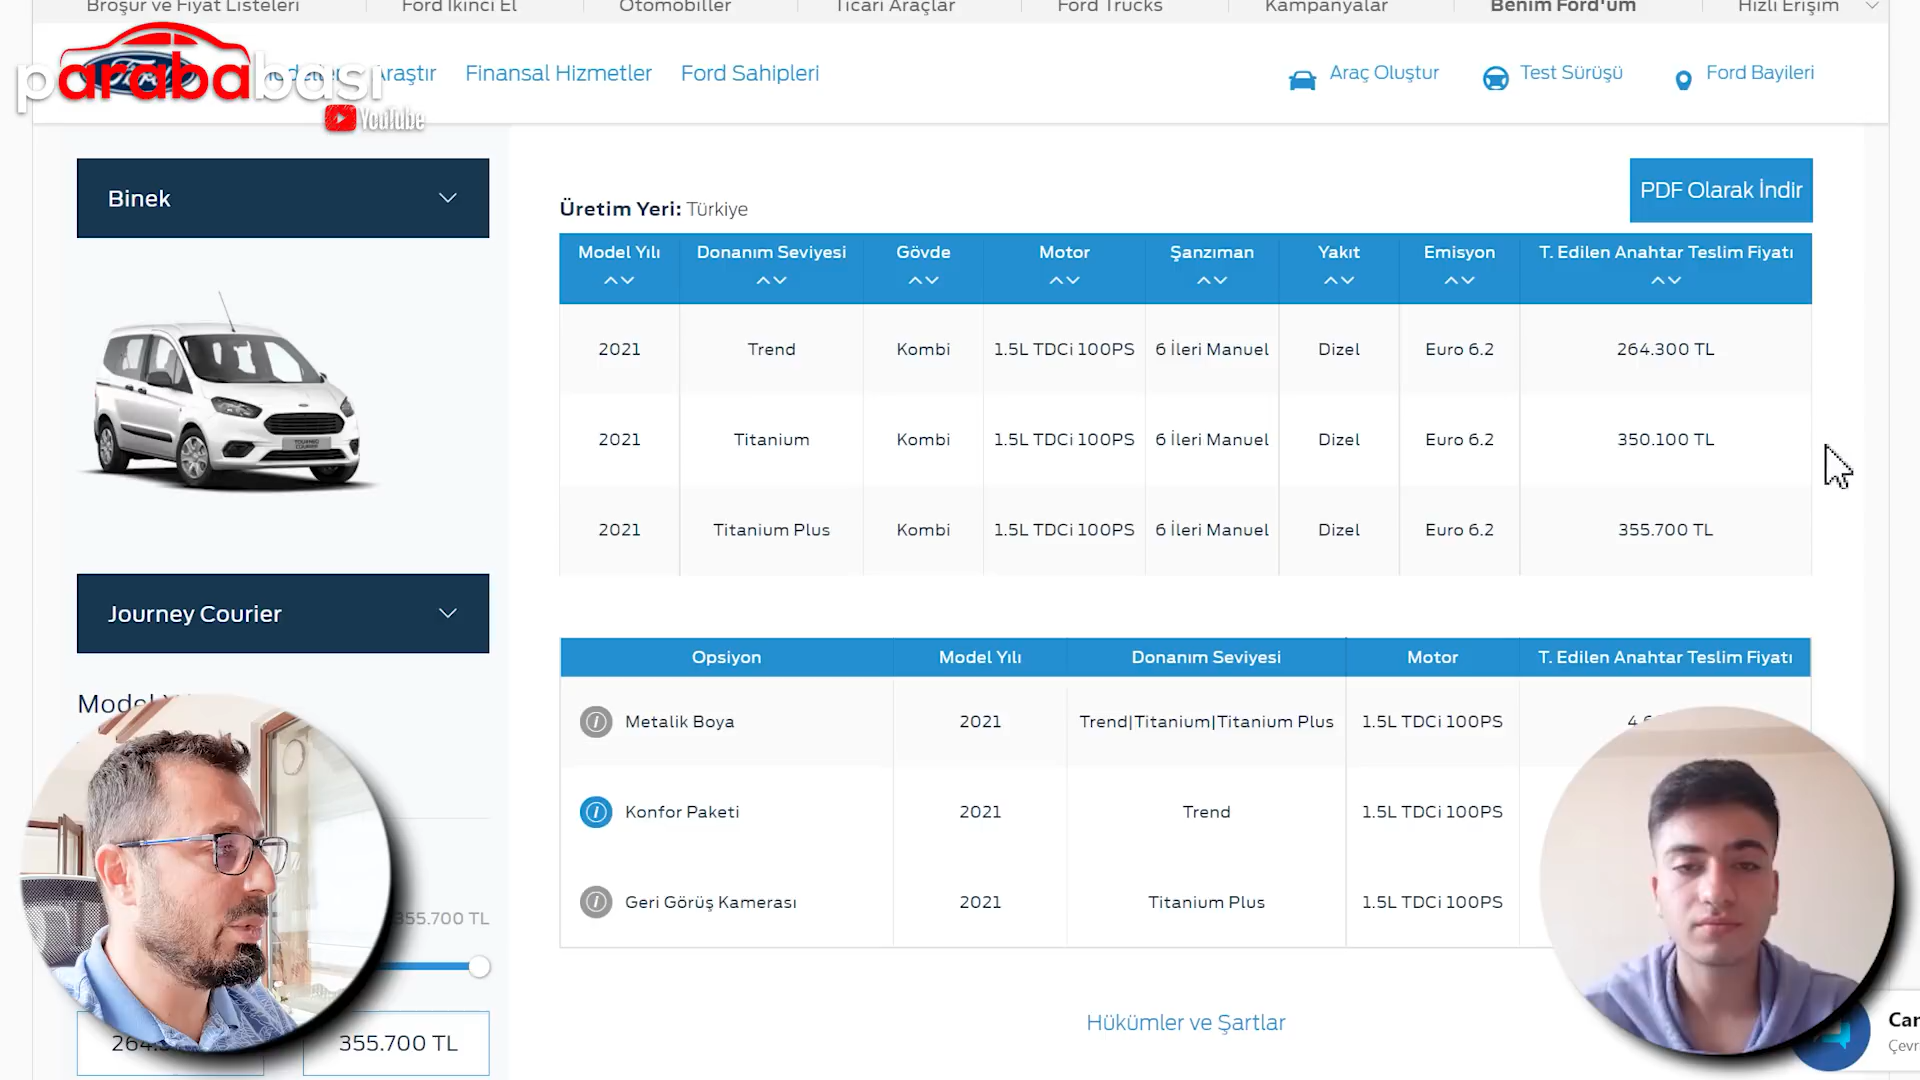 Broşür ve Fiyat Listeleri
Ford İkinci El
Otomobiller
Ticari Araçlar
Ford Trucks
Kampanyalar
Benim Ford'um
Hızlı Erişim
parababası
YouTube
Ford
Araştır
Finansal Hizmetler
Ford Sahipleri
Araç Oluştur
Test Sürüşü
Ford Bayileri
Binek
Journey Courier
355.700 TL
355.700 TL
Üretim Yeri: Türkiye
PDF Olarak İndir
Model Yılı Donanım Seviyesi Gövde Motor Şanzıman Yakıt Emisyon T. Edilen Anahtar Teslim Fiyatı
2021 Trend Kombi 1.5L TDCi 100PS 6 İleri Manuel Dizel Euro 6.2 264.300 TL
2021 Titanium Kombi 1.5L TDCi 100PS 6 İleri Manuel Dizel Euro 6.2 350.100 TL
2021 Titanium Plus Kombi 1.5L TDCi 100PS 6 İleri Manuel Dizel Euro 6.2 355.700 TL
Opsiyon Model Yılı Donanım Seviyesi Motor T. Edilen Anahtar Teslim Fiyatı
Metalik Boya 2021 Trend|Titanium|Titanium Plus 1.5L TDCi 100PS
Konfor Paketi 2021 Trend 1.5L TDCi 100PS
Geri Görüş Kamerası 2021 Titanium Plus 1.5L TDCi 100PS
Hükümler ve Şartlar